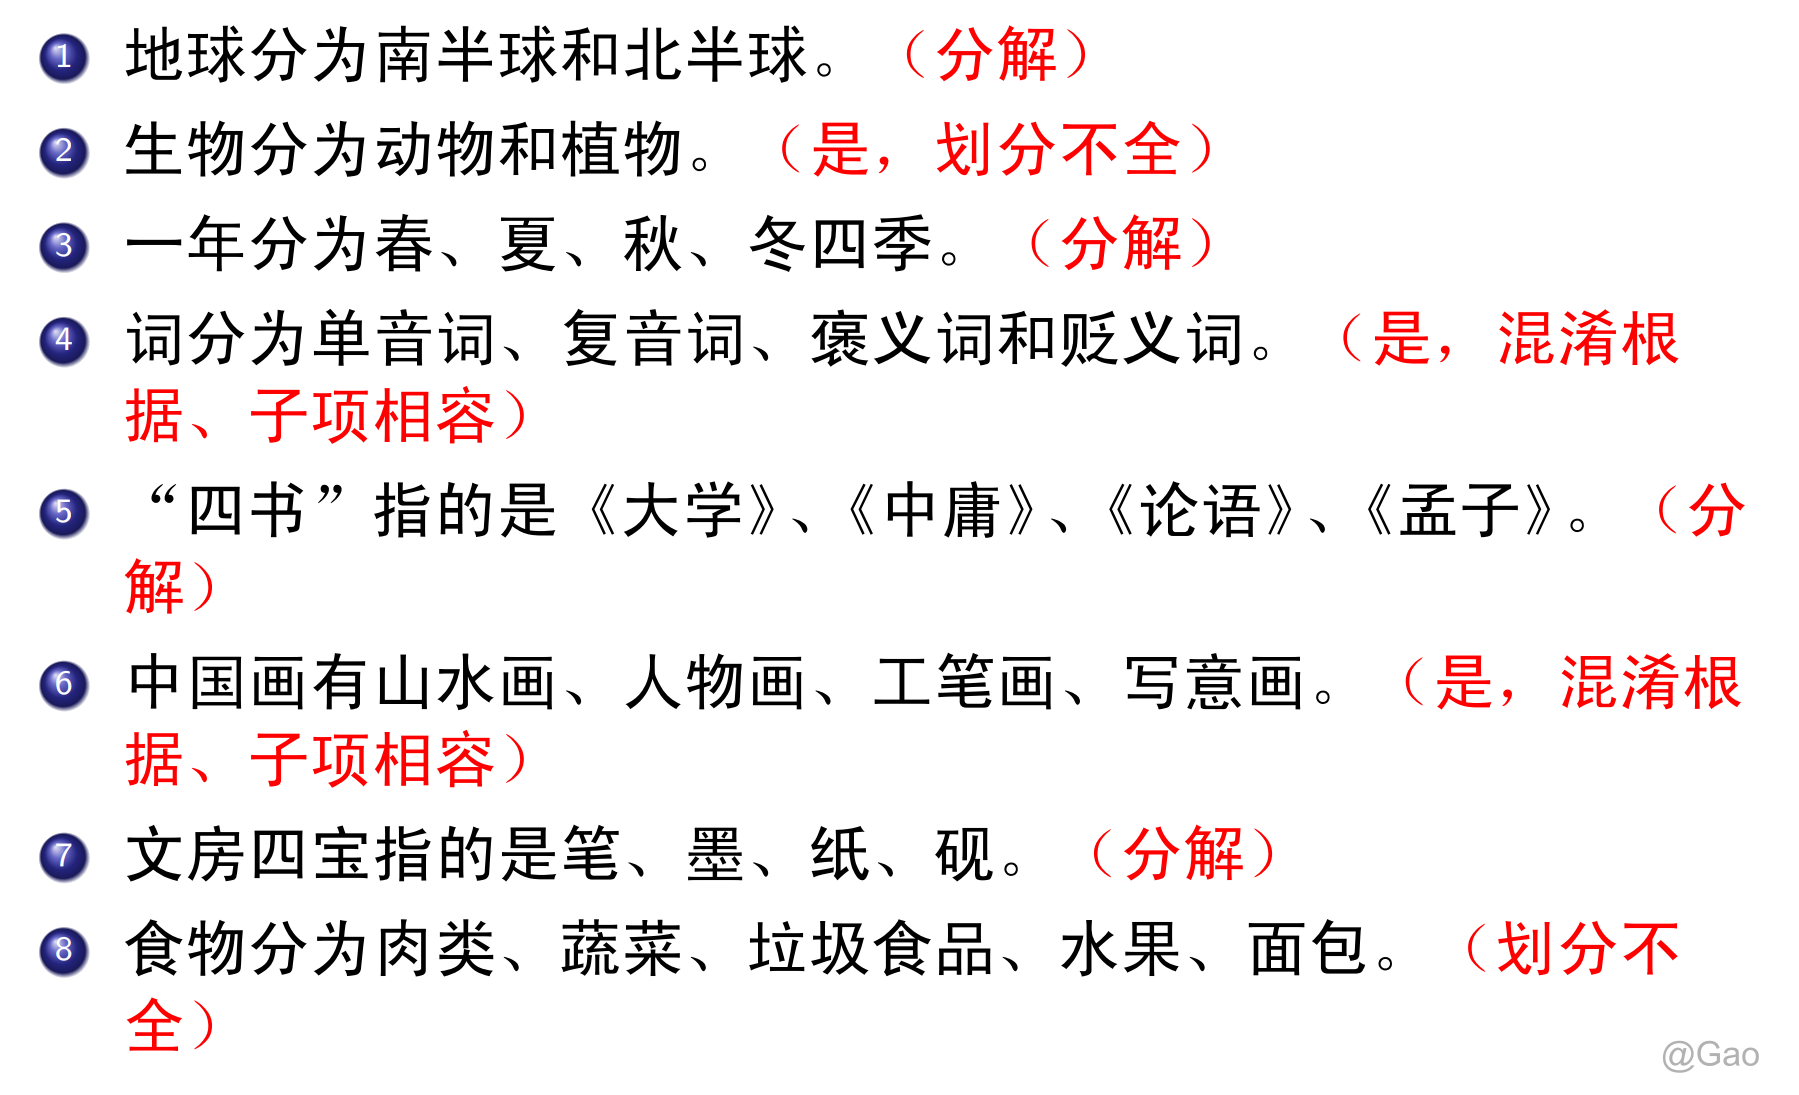 1 地球分为南半球和北半球。（分解）
2 生物分为动物和植物。（是，划分不全）
3 一年分为春、夏、秋、冬四季。（分解）
4 词分为单音词、复音词、褒义词和贬义词。（是，混淆根
据、子项相容）
5 “四书”指的是《大学》、《中庸》、《论语》、《孟子》。（分
解）
6 中国画有山水画、人物画、工笔画、写意画。（是，混淆根
据、子项相容）
7 文房四宝指的是笔、墨、纸、砚。（分解）
8 食物分为肉类、蔬菜、垃圾食品、水果、面包。（划分不
全）
@Gao